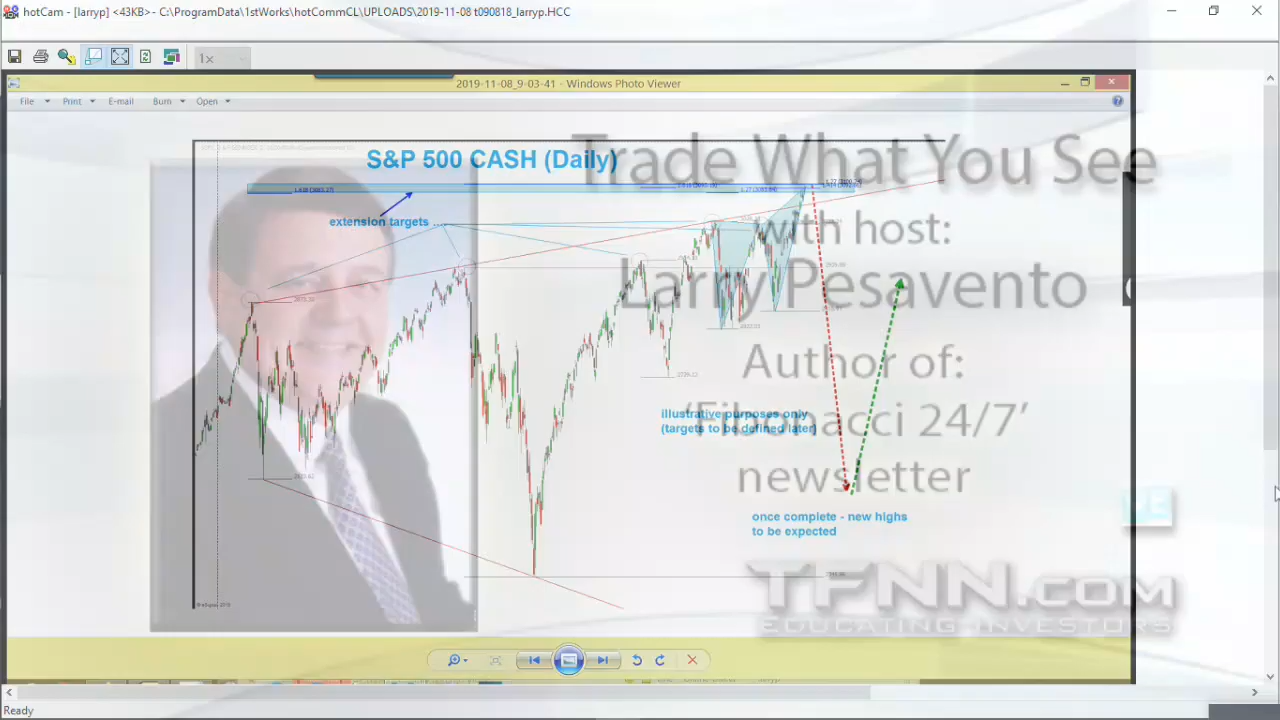 hotCam - [larryp] <43KB> - C:\ProgramData\1stWorks\hotCommCL\UPLOADS\2019-11-08 t090818_larryp.HCC
1x
2019-11-08_9-03-41 - Windows Photo Viewer
File Print E-mail Burn Open
S&P 500 CASH (Daily)
Trade What You See
extension targets ...
with host:
Larry Pesavento
Author of:
illustrative purposes only
(targets to be defined later)
'Fibonacci 24/7'
newsletter
once complete - new highs
to be expected
TFNN.com
EDUCATING INVESTORS
Ready